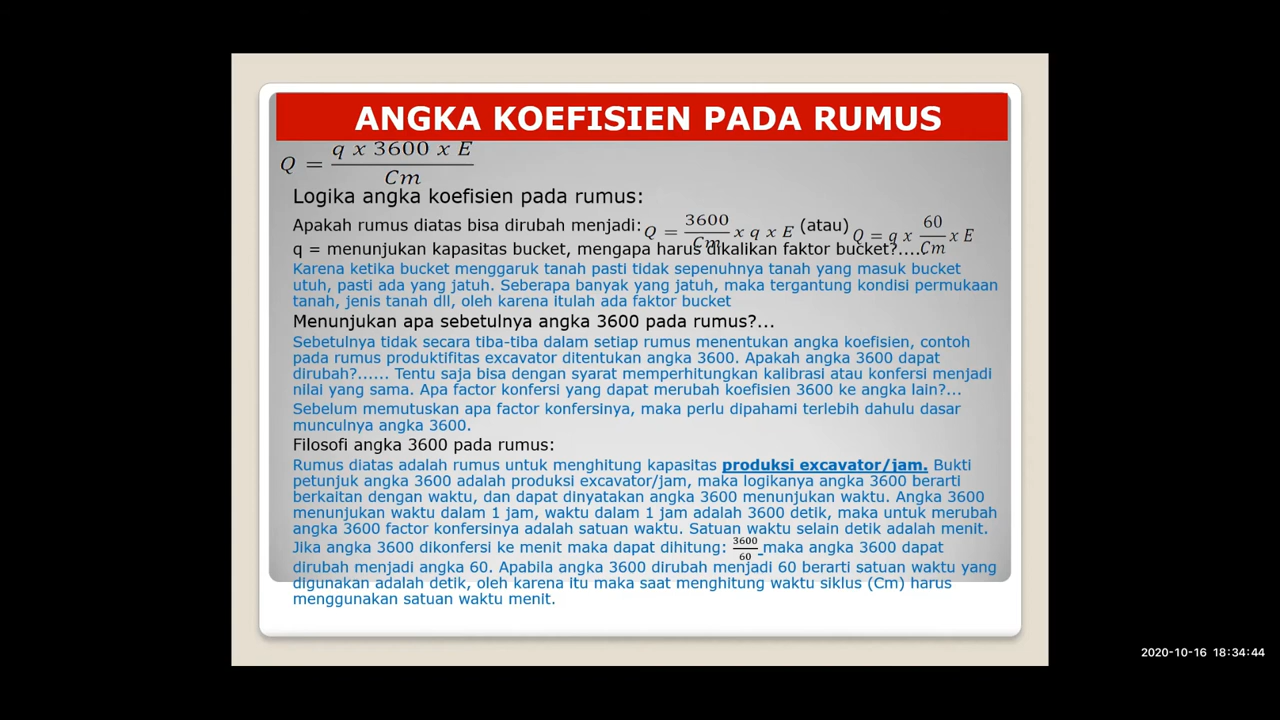 ANGKA KOEFISIEN PADA RUMUS
Q = q x 3600 x E / Cm
Logika angka koefisien pada rumus:
Apakah rumus diatas bisa dirubah menjadi: Q = 3600 / Cm x q x E (atau) Q = q x 60 / Cm x E
q = menunjukan kapasitas bucket, mengapa harus dikalikan faktor bucket?....
Karena ketika bucket menggaruk tanah pasti tidak sepenuhnya tanah yang masuk bucket
utuh, pasti ada yang jatuh. Seberapa banyak yang jatuh, maka tergantung kondisi permukaan
tanah, jenis tanah dll, oleh karena itulah ada faktor bucket
Menunjukan apa sebetulnya angka 3600 pada rumus?...
Sebetulnya tidak secara tiba-tiba dalam setiap rumus menentukan angka koefisien, contoh
pada rumus produktifitas excavator ditentukan angka 3600. Apakah angka 3600 dapat
dirubah?...... Tentu saja bisa dengan syarat memperhitungkan kalibrasi atau konfersi menjadi
nilai yang sama. Apa factor konfersi yang dapat merubah koefisien 3600 ke angka lain?...
Sebelum memutuskan apa factor konfersinya, maka perlu dipahami terlebih dahulu dasar
munculnya angka 3600.
Filosofi angka 3600 pada rumus:
Rumus diatas adalah rumus untuk menghitung kapasitas produksi excavator/jam. Bukti
petunjuk angka 3600 adalah produksi excavator/jam, maka logikanya angka 3600 berarti
berkaitan dengan waktu, dan dapat dinyatakan angka 3600 menunjukan waktu. Angka 3600
menunjukan waktu dalam 1 jam, waktu dalam 1 jam adalah 3600 detik, maka untuk merubah
angka 3600 factor konfersinya adalah satuan waktu. Satuan waktu selain detik adalah menit.
Jika angka 3600 dikonfersi ke menit maka dapat dihitung: 3600/60 maka angka 3600 dapat
dirubah menjadi angka 60. Apabila angka 3600 dirubah menjadi 60 berarti satuan waktu yang
digunakan adalah detik, oleh karena itu maka saat menghitung waktu siklus (Cm) harus
menggunakan satuan waktu menit.
2020-10-16 18:34:44